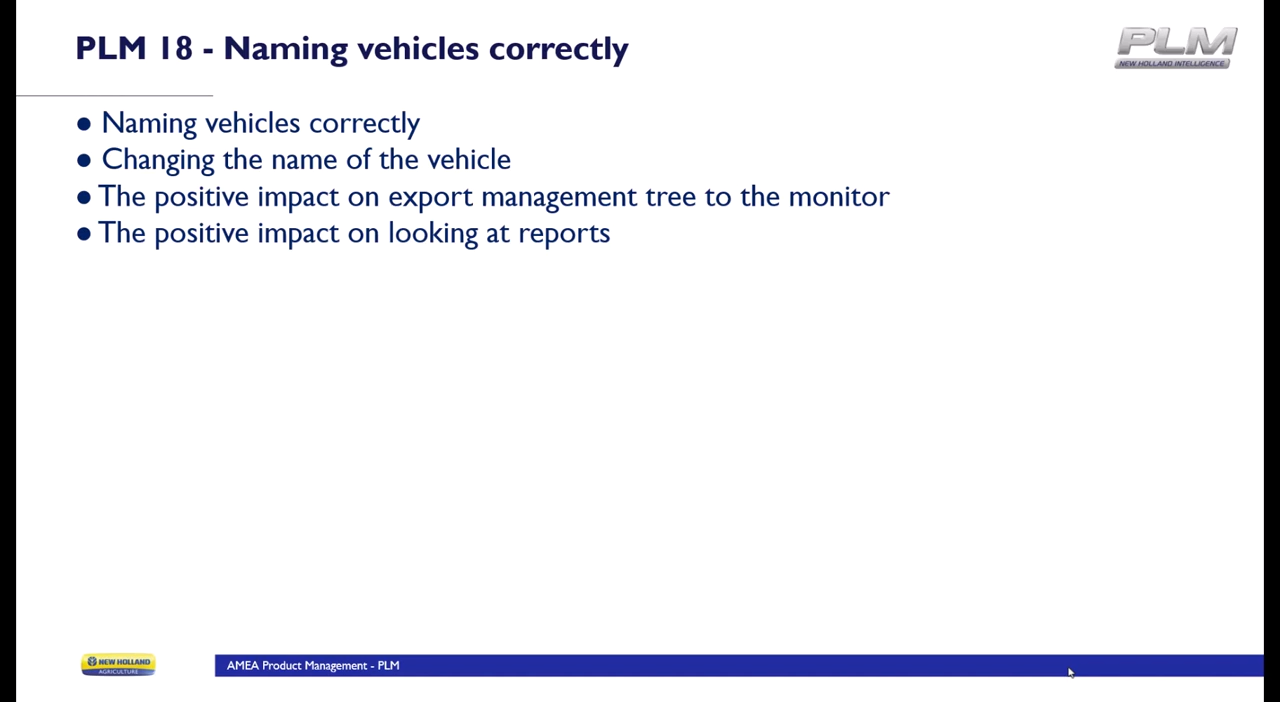 PLM 18 - Naming vehicles correctly
PLM
NEW HOLLAND INTELLIGENCE
● Naming vehicles correctly
● Changing the name of the vehicle
● The positive impact on export management tree to the monitor
● The positive impact on looking at reports
NEW HOLLAND
AGRICULTURE
AMEA Product Management - PLM